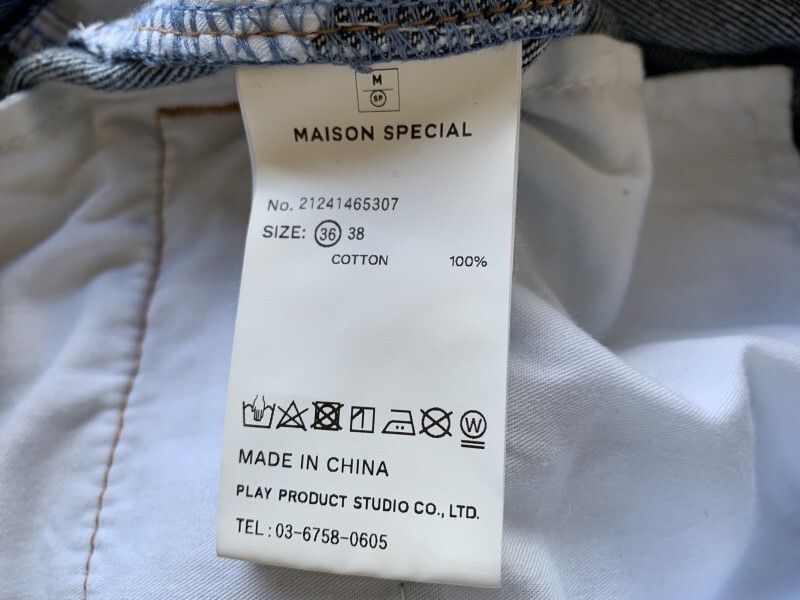 M
SP
MAISON SPECIAL
No. 21241465307
SIZE: 36 38
COTTON 100%
W
MADE IN CHINA
PLAY PRODUCT STUDIO CO., LTD.
TEL : 03-6758-0605